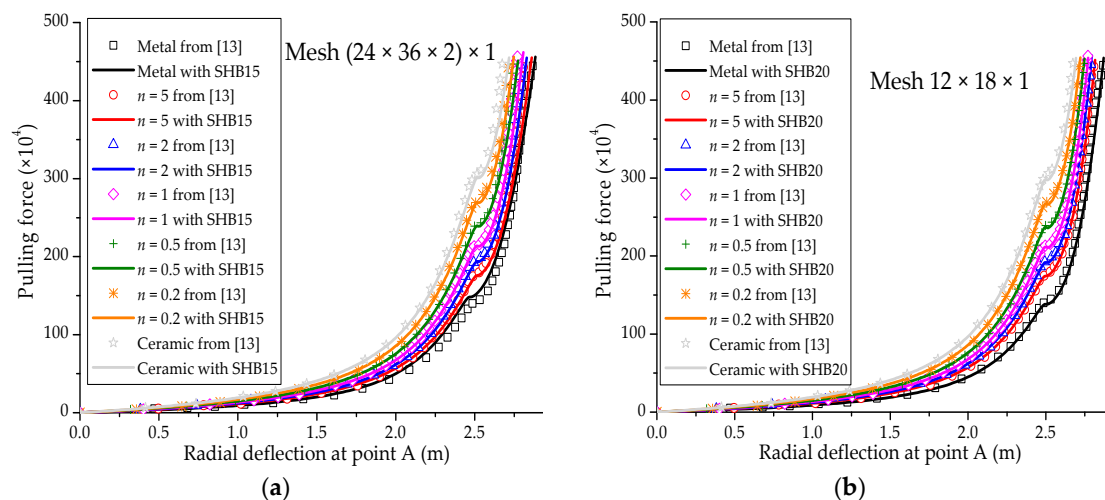 500
400
300
200
100
0
Pulling force (×10⁴)
Mesh (24 × 36 × 2) × 1
Metal from [13]
Metal with SHB15
n = 5 from [13]
n = 5 with SHB15
n = 2 from [13]
n = 2 with SHB15
n = 1 from [13]
n = 1 with SHB15
n = 0.5 from [13]
n = 0.5 with SHB15
n = 0.2 from [13]
n = 0.2 with SHB15
Ceramic from [13]
Ceramic with SHB15
0.0 0.5 1.0 1.5 2.0 2.5
Radial deflection at point A (m)
(a)
500
400
300
200
100
0
Pulling force (×10⁴)
Mesh 12 × 18 × 1
Metal from [13]
Metal with SHB20
n = 5 from [13]
n = 5 with SHB20
n = 2 from [13]
n = 2 with SHB20
n = 1 from [13]
n = 1 with SHB20
n = 0.5 from [13]
n = 0.5 with SHB20
n = 0.2 from [13]
n = 0.2 with SHB20
Ceramic from [13]
Ceramic with SHB20
0.0 0.5 1.0 1.5 2.0 2.5
Radial deflection at point A (m)
(b)